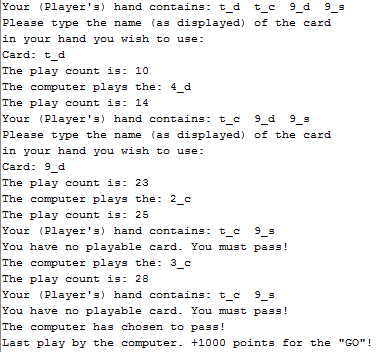 Your (Player's) hand contains: t_d  t_c  9_d  9_s
Please type the name (as displayed) of the card
in your hand you wish to use:
Card: t_d
The play count is: 10
The computer plays the: 4_d
The play count is: 14
Your (Player's) hand contains: t_c  9_d  9_s
Please type the name (as displayed) of the card
in your hand you wish to use:
Card: 9_d
The play count is: 23
The computer plays the: 2_c
The play count is: 25
Your (Player's) hand contains: t_c  9_s
You have no playable card. You must pass!
The computer plays the: 3_c
The play count is: 28
Your (Player's) hand contains: t_c  9_s
You have no playable card. You must pass!
The computer has chosen to pass!
Last play by the computer. +1000 points for the "GO"!